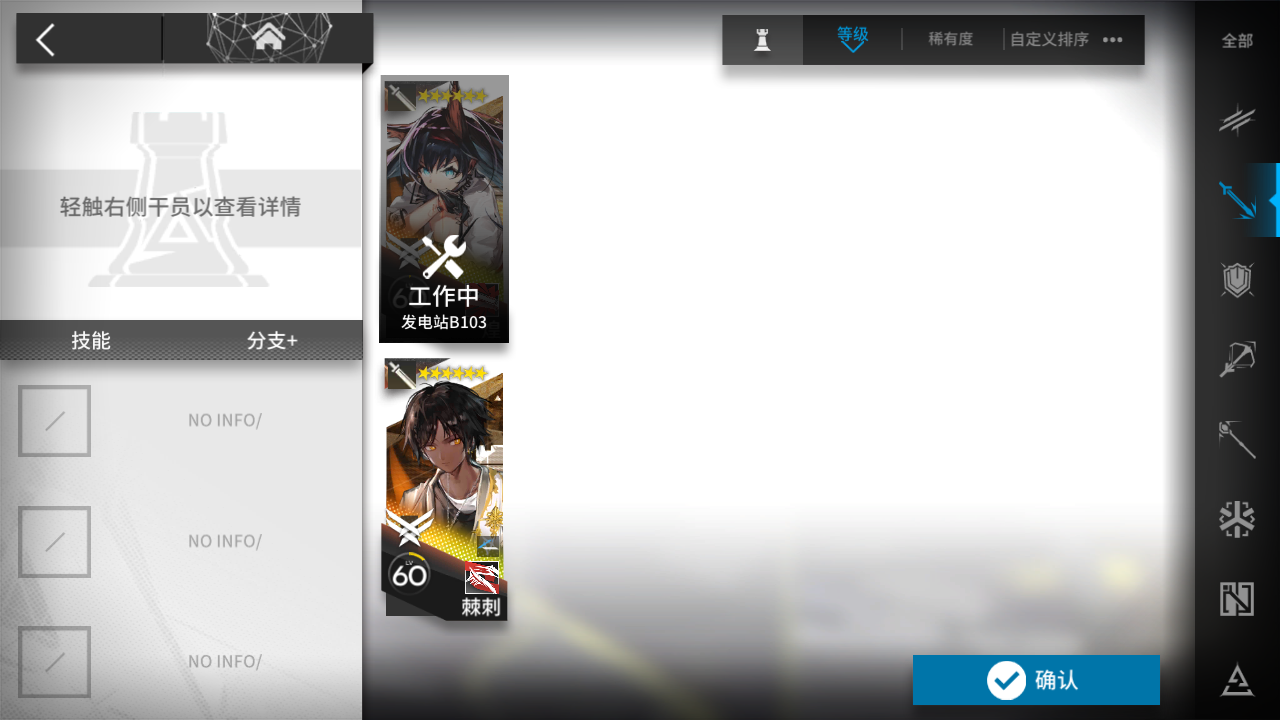 等级
稀有度
自定义排序
全部
轻触右侧干员以查看详情
技能
分支+
NO INFO/
NO INFO/
NO INFO/
工作中
发电站B103
LV
60
棘刺
确认